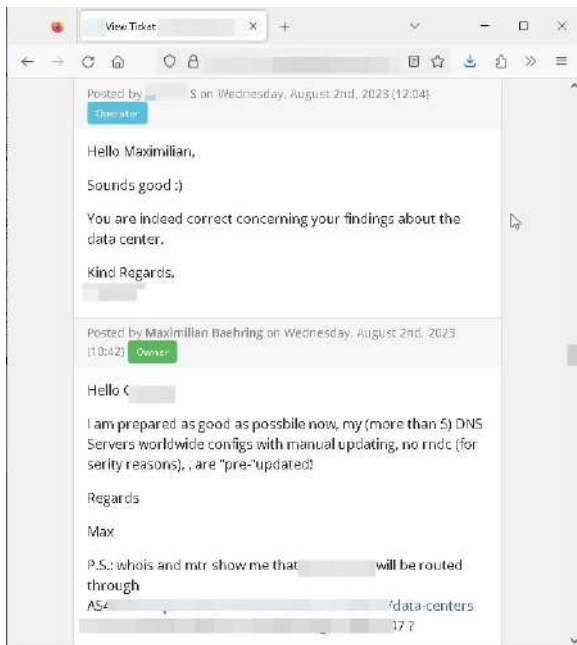 View Ticket
Posted by S on Wednesday, August 2nd, 2023 (12:04)
Operator
Hello Maximilian,
Sounds good :)
You are indeed correct concerning your findings about the
data center.
Kind Regards,
Posted by Maximilian Baehring on Wednesday, August 2nd, 2023
(10:42) Owner
Hello
I am prepared as good as possbile now, my (more than 5) DNS
Servers worldwide configs with manual updating, no rndc (for
serity reasons), , are "pre-"updated!
Regards
Max
P.S.: whois and mtr show me that will be routed
through
/data-centers
?